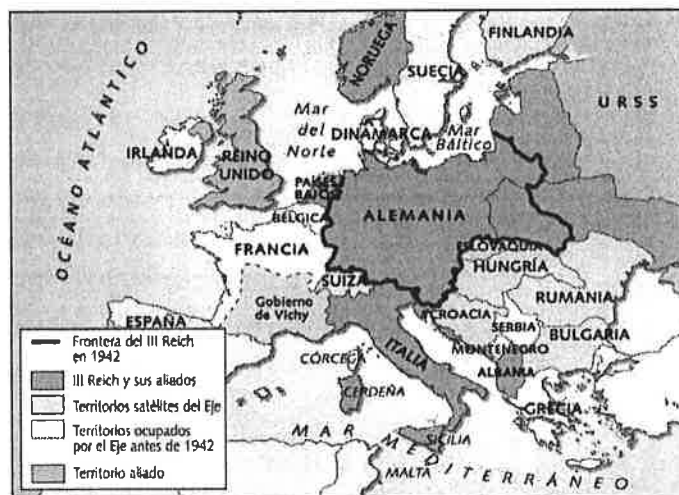 FINLANDIA
NORUEGA
SUECIA
URSS
OCÉANO ATLÁNTICO
Mar
del
Norte
DINAMARCA
Mar
Báltico
IRLANDA
REINO
UNIDO
PAÍSES
BAJOS
BÉLGICA
ALEMANIA
ESLOVAQUIA
FRANCIA
HUNGRÍA
SUIZA
RUMANIA
Gobierno
de Vichy
CROACIA
SERBIA
BULGARIA
ESPAÑA
MONTENEGRO
ITALIA
CÓRCEGA
ALBANIA
CERDEÑA
GRECIA
SICILIA
MALTA
MAR MEDITERRÁNEO
Frontera del III Reich
en 1942
III Reich y sus aliados
Territorios satélites del Eje
Territorios ocupados
por el Eje antes de 1942
Territorio aliado